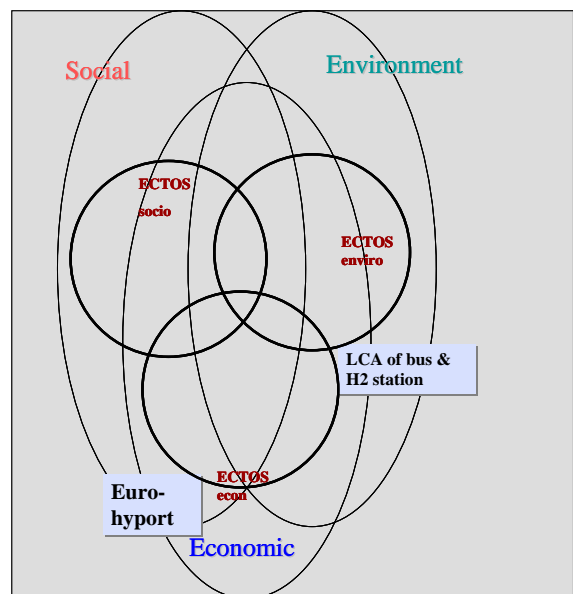 Social
Environment
ECTOS
socio
ECTOS
enviro
LCA of bus &
H2 station
ECTOS
econ
Euro-
hyport
Economic